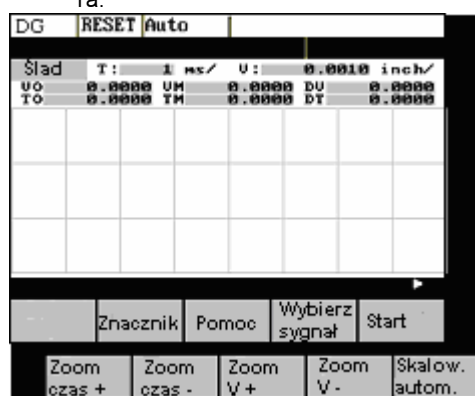 Ta.
DG RESET Auto
Ślad T: 1 ms/ V: 0.0010 inch/
VO 0.0000 VM 0.0000 DV 0.0000
TO 0.0000 TM 0.0000 DT 0.0000
Znacznik Pomoc Wybierz sygnał Start
Zoom czas + Zoom czas - Zoom V + Zoom V - Skalow. autom.